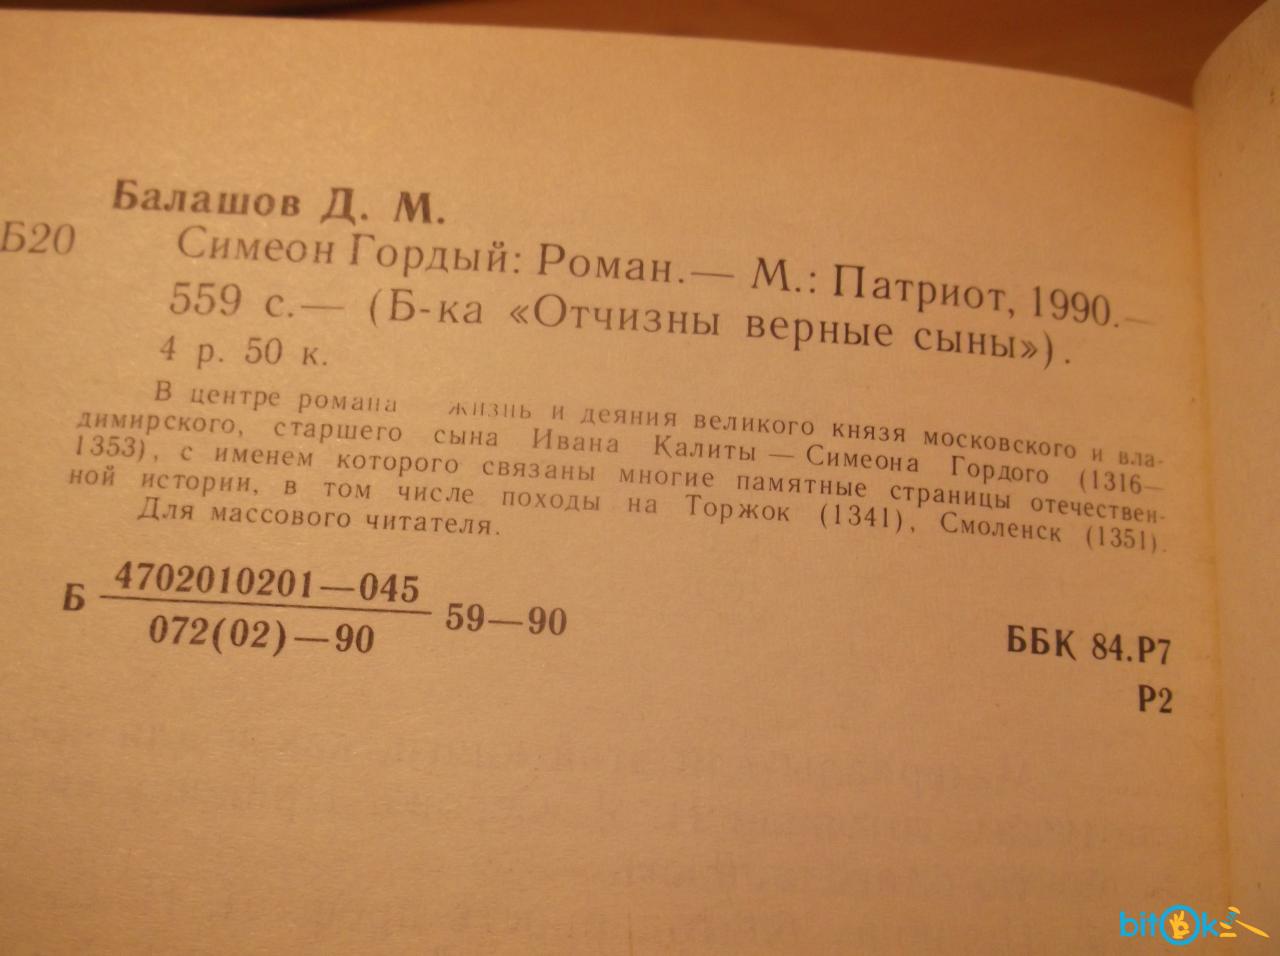 Балашов Д. М.
Б20 Симеон Гордый: Роман.— М.: Патриот, 1990.—
559 с.— (Б-ка «Отчизны верные сыны»).
4 р. 50 к.
В центре романа жизнь и деяния великого князя московского и вла-
димирского, старшего сына Ивана Калиты — Симеона Гордого (1316—
1353), с именем которого связаны многие памятные страницы отечествен-
ной истории, в том числе походы на Торжок (1341), Смоленск (1351).
Для массового читателя.
Б 4702010201—045 59—90
072(02)—90
ББК 84.Р7
Р2
bitok